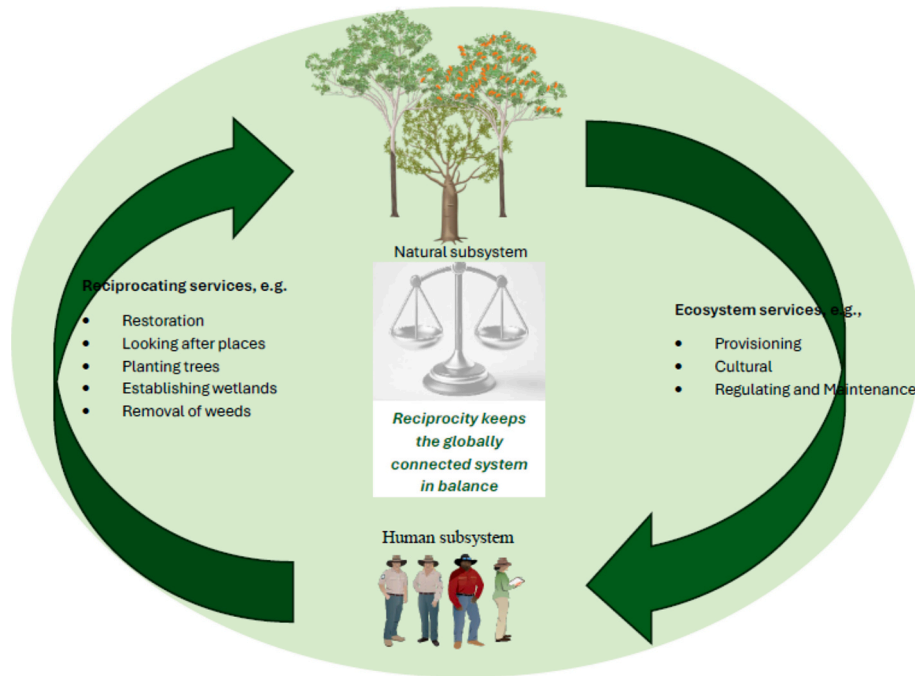 Natural subsystem
Reciprocating services, e.g.
• Restoration
• Looking after places
• Planting trees
• Establishing wetlands
• Removal of weeds
Ecosystem services, e.g.,
• Provisioning
• Cultural
• Regulating and Maintenance
Reciprocity keeps
the globally
connected system
in balance
Human subsystem